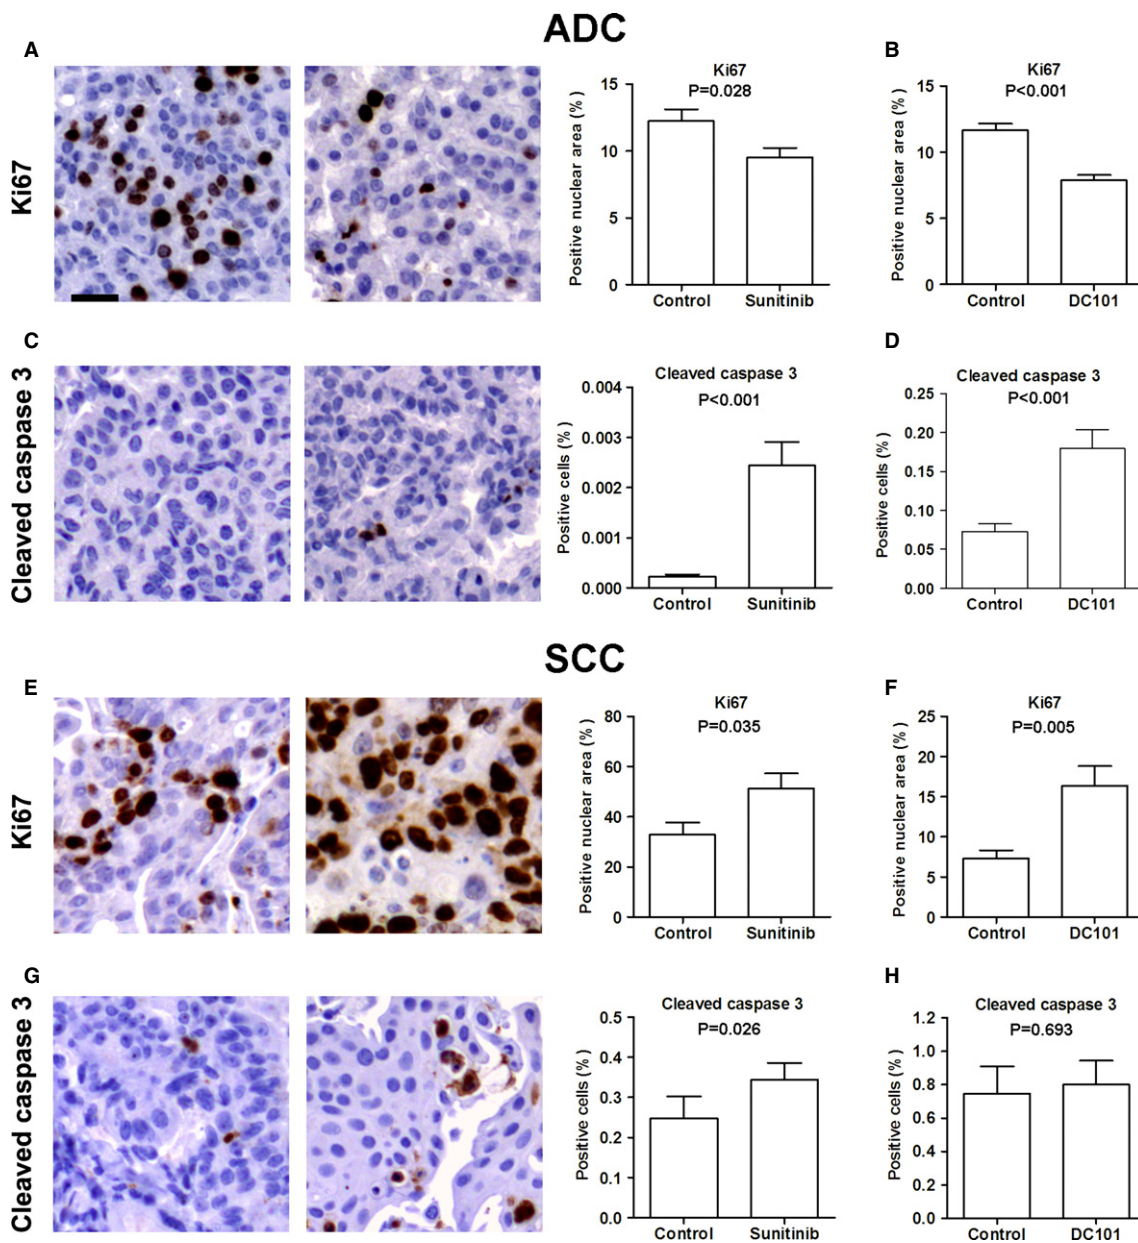 ADC
A
B
Ki67
Ki67
P=0.028
Positive nuclear area (%)
15
10
5
0
Control Sunitinib
Ki67
P<0.001
Positive nuclear area (%)
15
10
5
0
Control DC101
C
D
Cleaved caspase 3
Cleaved caspase 3
P<0.001
Positive cells (%)
0.004
0.003
0.002
0.001
0.000
Control Sunitinib
Cleaved caspase 3
P<0.001
Positive cells (%)
0.25
0.20
0.15
0.10
0.05
0.00
Control DC101
SCC
E
F
Ki67
Ki67
P=0.035
Positive nuclear area (%)
80
60
40
20
0
Control Sunitinib
Ki67
P=0.005
Positive nuclear area (%)
25
20
15
10
5
0
Control DC101
G
H
Cleaved caspase 3
Cleaved caspase 3
P=0.026
Positive cells (%)
0.5
0.4
0.3
0.2
0.1
0.0
Control Sunitinib
Cleaved caspase 3
P=0.693
Positive cells (%)
1.2
1.0
0.8
0.6
0.4
0.2
0.0
Control DC101